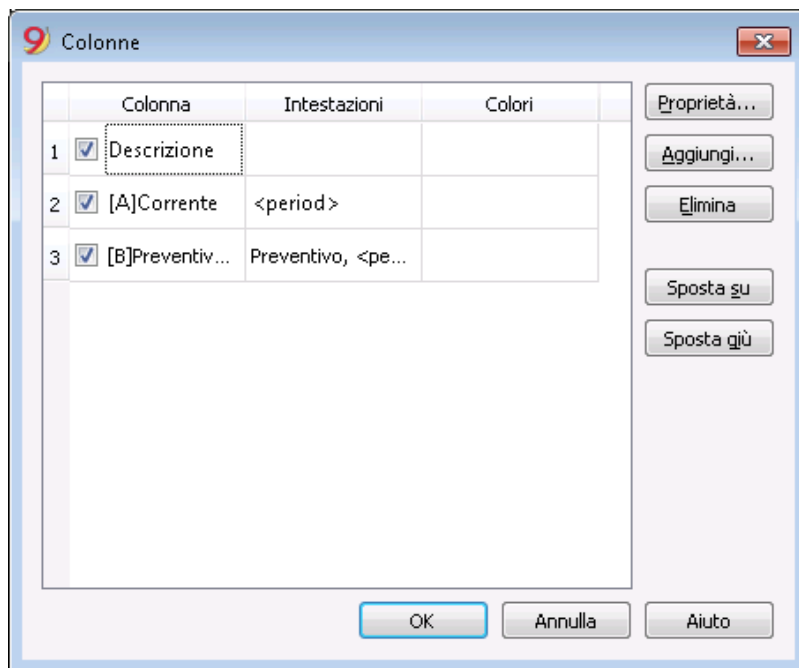 9 Colonne
Colonna Intestazioni Colori
1 Descrizione
2 [A]Corrente <period>
3 [B]Preventiv... Preventivo, <pe...
Proprietà...
Aggiungi...
Elimina
Sposta su
Sposta giù
OK Annulla Aiuto